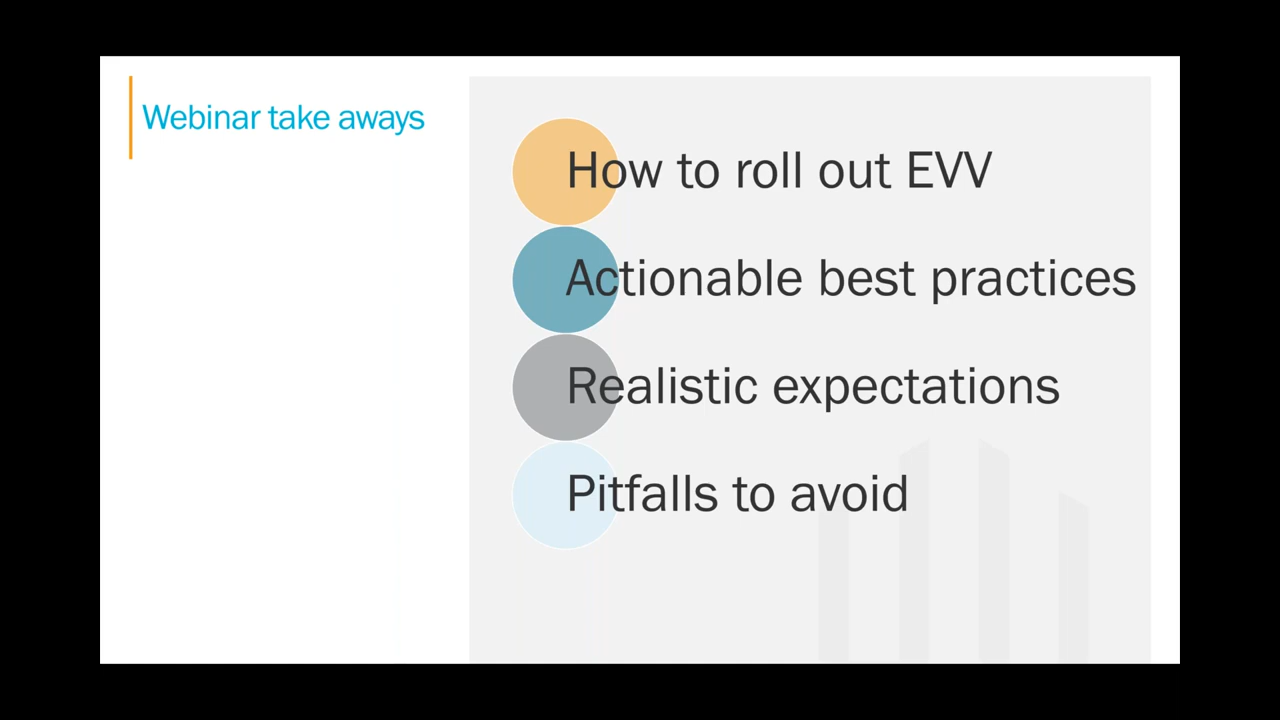 Webinar take aways
How to roll out EVV
Actionable best practices
Realistic expectations
Pitfalls to avoid